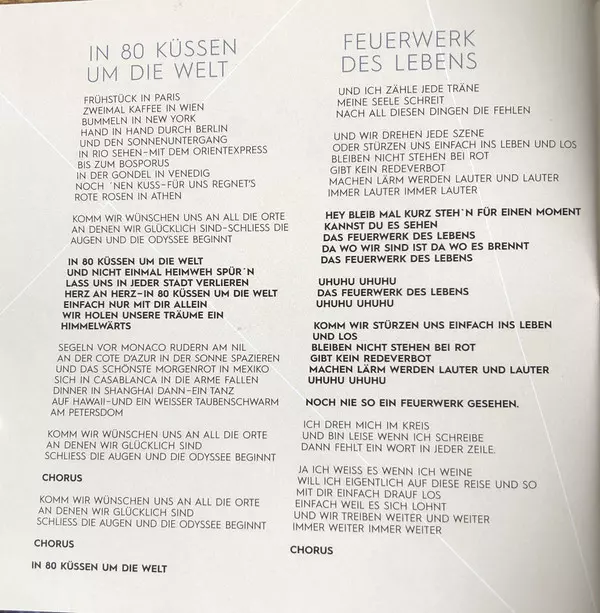 IN 80 KÜSSEN
UM DIE WELT
FRÜHSTÜCK IN PARIS
ZWEIMAL KAFFEE IN WIEN
BUMMELN IN NEW YORK
HAND IN HAND DURCH BERLIN
UND DEN SONNENUNTERGANG
IN RIO SEHEN-MIT DEM ORIENTEXPRESS
BIS ZUM BOSPORUS
IN DER GONDEL IN VENEDIG
NOCH ´NEN KUSS-FÜR UNS REGNET'S
ROTE ROSEN IN ATHEN
KOMM WIR WÜNSCHEN UNS AN ALL DIE ORTE
AN DENEN WIR GLÜCKLICH SIND-SCHLIESS DIE
AUGEN UND DIE ODYSSEE BEGINNT
IN 80 KÜSSEN UM DIE WELT
UND NICHT EINMAL HEIMWEH SPÜR´N
LASS UNS IN JEDER STADT VERLIEREN
HERZ AN HERZ-IN 80 KÜSSEN UM DIE WELT
EINFACH NUR MIT DIR ALLEIN
WIR HOLEN UNSERE TRÄUME EIN
HIMMELWÄRTS
SEGELN VOR MONACO RUDERN AM NIL
AN DER COTE D'AZUR IN DER SONNE SPAZIEREN
UND DAS SCHÖNSTE MORGENROT IN MEXIKO
SICH IN CASABLANCA IN DIE ARME FALLEN
DINNER IN SHANGHAI DANN-EIN TANZ
AUF HAWAII-UND EIN WEISSER TAUBENSCHWARM
AM PETERSDOM
KOMM WIR WÜNSCHEN UNS AN ALL DIE ORTE
AN DENEN WIR GLÜCKLICH SIND
SCHLIESS DIE AUGEN UND DIE ODYSSEE BEGINNT
CHORUS
KOMM WIR WÜNSCHEN UNS AN ALL DIE ORTE
AN DENEN WIR GLÜCKLICH SIND
SCHLIESS DIE AUGEN UND DIE ODYSSEE BEGINNT
CHORUS
IN 80 KÜSSEN UM DIE WELT
FEUERWERK
DES LEBENS
UND ICH ZÄHLE JEDE TRÄNE
MEINE SEELE SCHREIT
NACH ALL DIESEN DINGEN DIE FEHLEN
UND WIR DREHEN JEDE SZENE
ODER STÜRZEN UNS EINFACH INS LEBEN UND LOS
BLEIBEN NICHT STEHEN BEI ROT
GIBT KEIN REDEVERBOT
MACHEN LÄRM WERDEN LAUTER UND LAUTER
IMMER LAUTER IMMER LAUTER
HEY BLEIB MAL KURZ STEH´N FÜR EINEN MOMENT
KANNST DU ES SEHEN
DAS FEUERWERK DES LEBENS
DA WO WIR SIND IST DA WO ES BRENNT
DAS FEUERWERK DES LEBENS
UHUHU UHUHU
DAS FEUERWERK DES LEBENS
UHUHU UHUHU
KOMM WIR STÜRZEN UNS EINFACH INS LEBEN
UND LOS
BLEIBEN NICHT STEHEN BEI ROT
GIBT KEIN REDEVERBOT
MACHEN LÄRM WERDEN LAUTER UND LAUTER
UHUHU UHUHU
NOCH NIE SO EIN FEUERWERK GESEHEN.
ICH DREH MICH IM KREIS
UND BIN LEISE WENN ICH SCHREIBE
DANN FEHLT EIN WORT IN JEDER ZEILE.
JA ICH WEISS ES WENN ICH WEINE
WILL ICH EIGENTLICH AUF DIESE REISE UND SO
MIT DIR EINFACH DRAUF LOS
EINFACH WEIL ES SICH LOHNT
UND WIR TREIBEN WEITER UND WEITER
IMMER WEITER IMMER WEITER
CHORUS